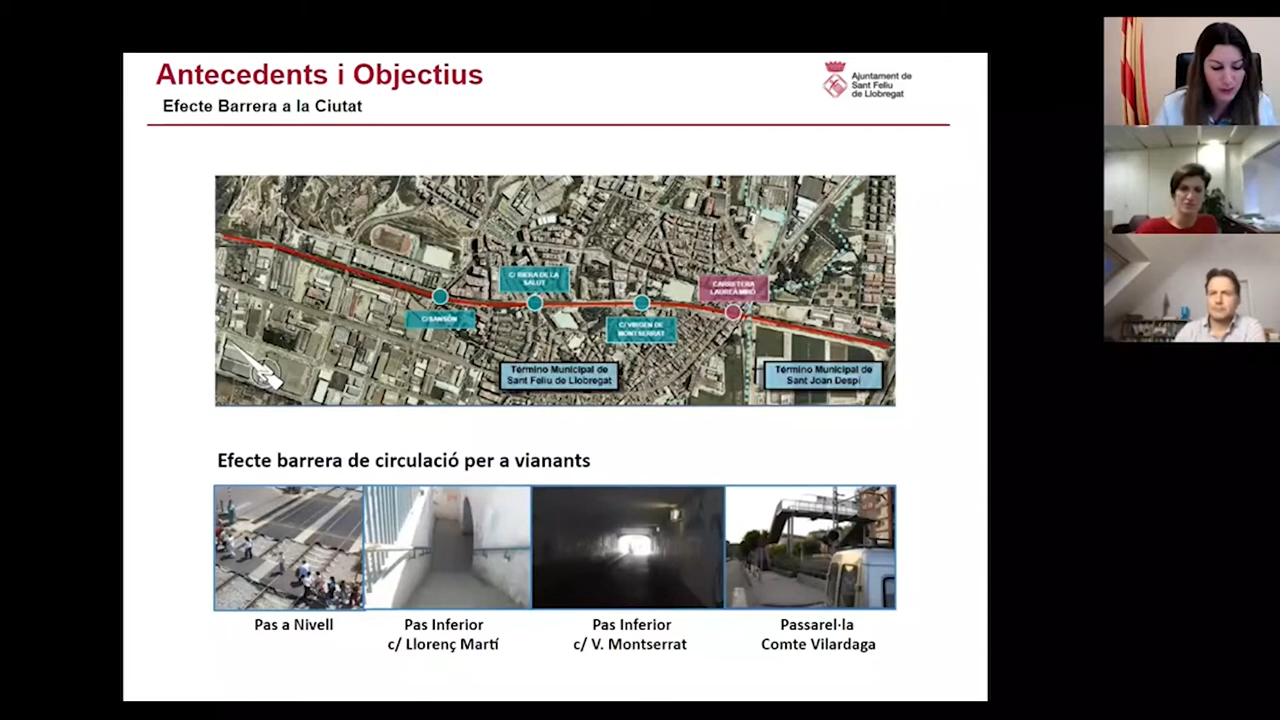 Antecedents i Objectius
Efecte Barrera a la Ciutat
Ajuntament de
Sant Feliu
de Llobregat
C/ RIERA DE LA
SALUT
CARRETERA
LAUREÀ MIRÓ
C/ SANSÓN
C/ VIRGEN DE
MONTSERRAT
Término Municipal de
Sant Feliu de Llobregat
Término Municipal de
Sant Joan Despí
Efecte barrera de circulació per a vianants
Pas a Nivell
Pas Inferior
c/ Llorenç Martí
Pas Inferior
c/ V. Montserrat
Passarel·la
Comte Vilardaga